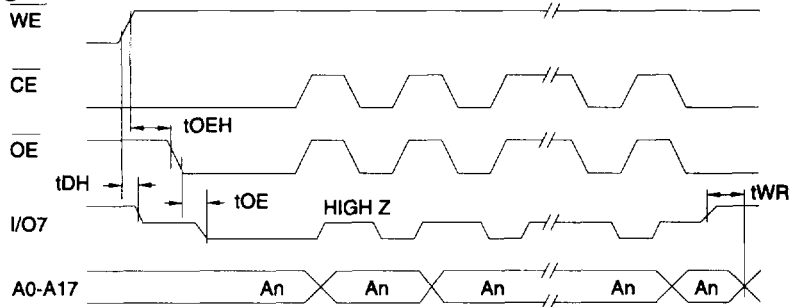 WE
CE
tOEH
OE
tDH
tOE
HIGH Z
tWR
I/O7
A0-A17 An An An An An